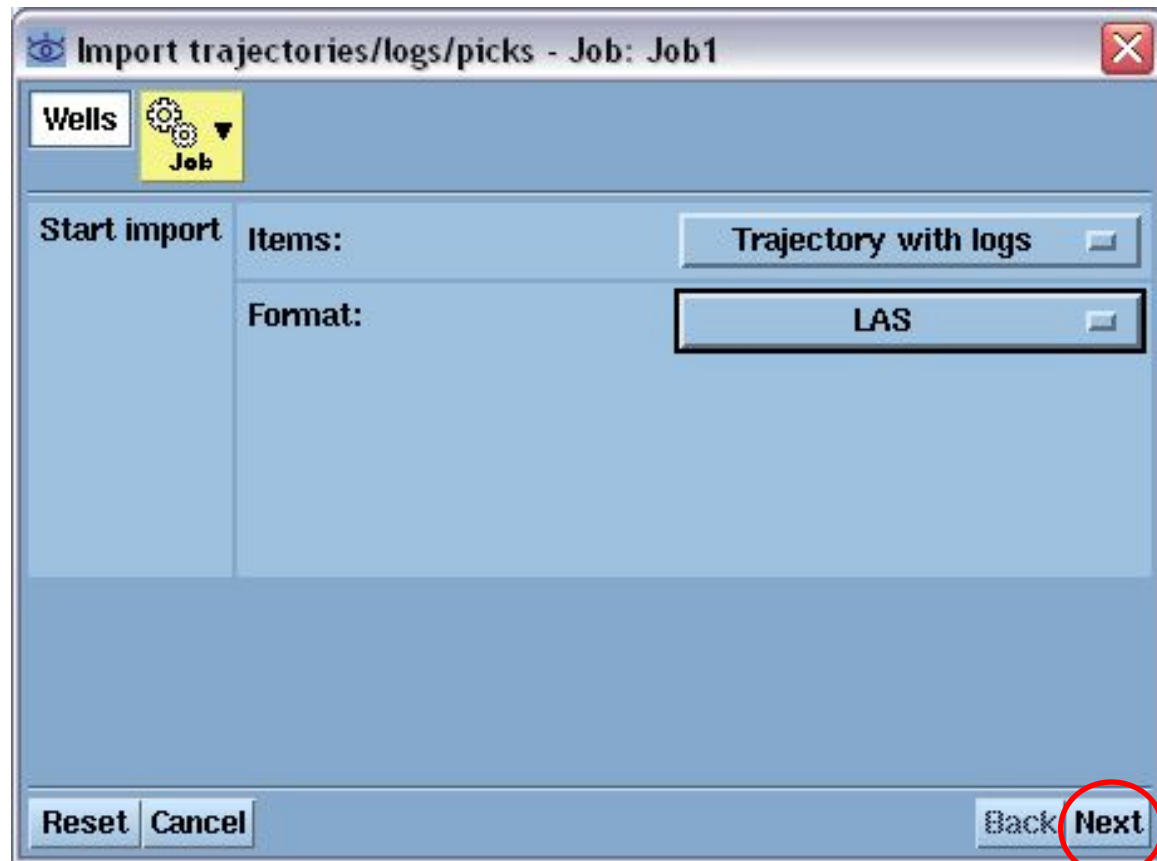 Import trajectories/logs/picks - Job: Job1
Wells
Job
Start import
Items:
Trajectory with logs
Format:
LAS
Reset Cancel Back Next